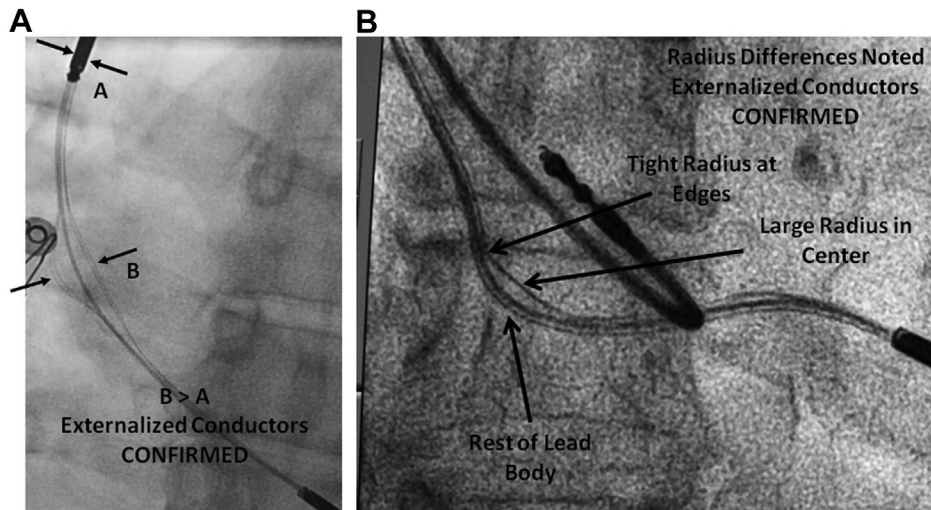 A
A
B
B > A
Externalized Conductors
CONFIRMED
B
Radius Differences Noted
Externalized Conductors
CONFIRMED
Tight Radius at
Edges
Large Radius in
Center
Rest of Lead
Body